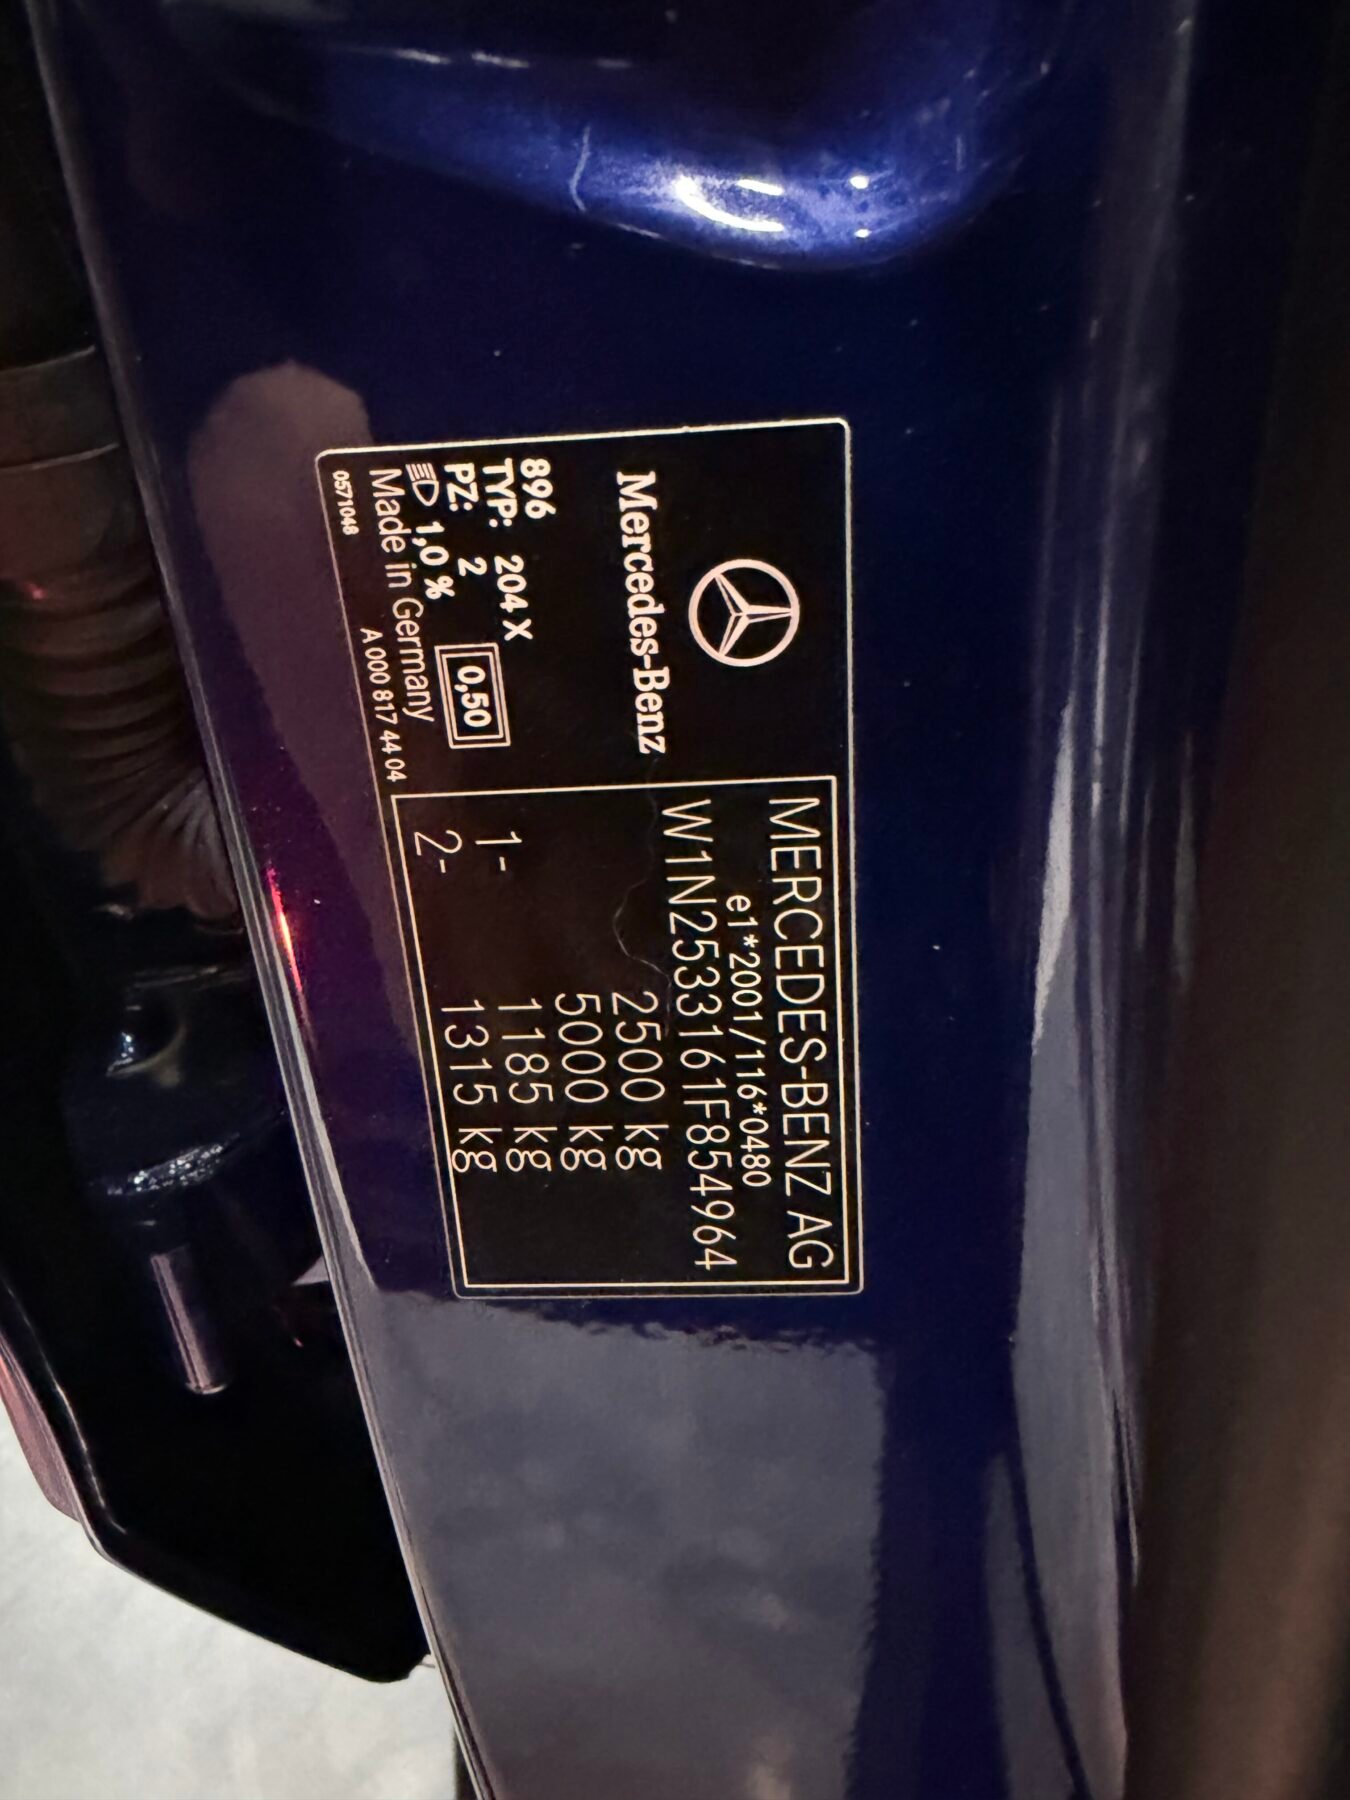 Mercedes-Benz
896
TYP: 204 X
PZ: 2
0,50
1,0 %
Made in Germany
A 000 817 44 04
0571048
MERCEDES-BENZ AG
e1*2001/116*0480
W1N2533161F854964
2500 kg
5000 kg
1- 1185 kg
2- 1315 kg